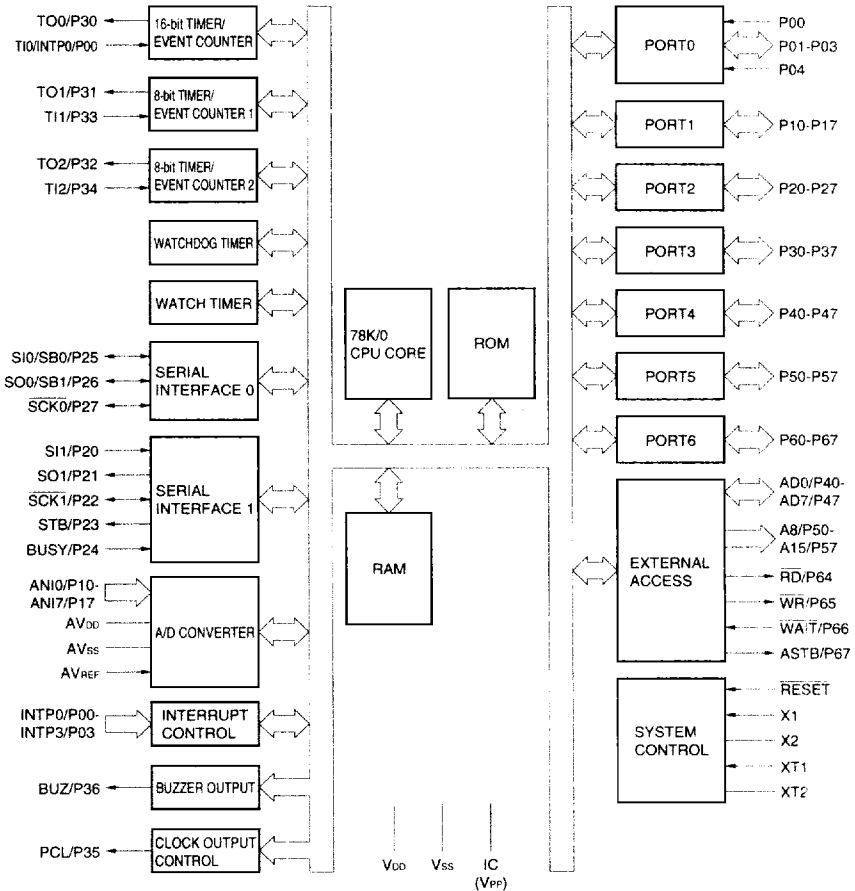 TO0/P30
TI0/INTP0/P00
16-bit TIMER/
EVENT COUNTER
TO1/P31
TI1/P33
8-bit TIMER/
EVENT COUNTER 1
TO2/P32
TI2/P34
8-bit TIMER/
EVENT COUNTER 2
WATCHDOG TIMER
WATCH TIMER
SI0/SB0/P25
SO0/SB1/P26
SCK0/P27
SERIAL
INTERFACE 0
SI1/P20
SO1/P21
SCK1/P22
STB/P23
BUSY/P24
SERIAL
INTERFACE 1
ANI0/P10-
ANI7/P17
AVDD
AVSS
AVREF
A/D CONVERTER
INTP0/P00-
INTP3/P03
INTERRUPT
CONTROL
BUZ/P36
BUZZER OUTPUT
PCL/P35
CLOCK OUTPUT
CONTROL
78K/0
CPU CORE
ROM
RAM
VDD
VSS
IC
(VPP)
PORT0
P00
P01-P03
P04
PORT1
P10-P17
PORT2
P20-P27
PORT3
P30-P37
PORT4
P40-P47
PORT5
P50-P57
PORT6
P60-P67
EXTERNAL
ACCESS
AD0/P40-
AD7/P47
A8/P50-
A15/P57
RD/P64
WR/P65
WAIT/P66
ASTB/P67
SYSTEM
CONTROL
RESET
X1
X2
XT1
XT2